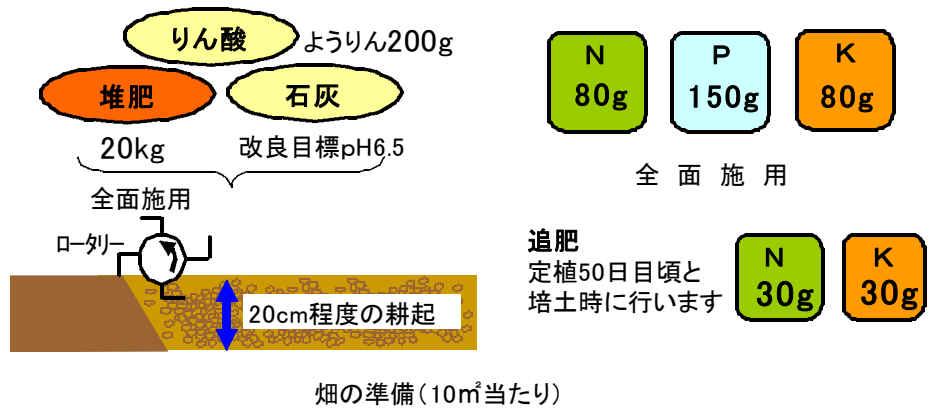 りん酸
ようりん200g
堆肥
石灰
20kg
改良目標pH6.5
全面施用
ロータリー
20cm程度の耕起
N
80g
P
150g
K
80g
全面施用
追肥
定植50日目頃と
培土時に行います
N
30g
K
30g
畑の準備(10㎡当たり)